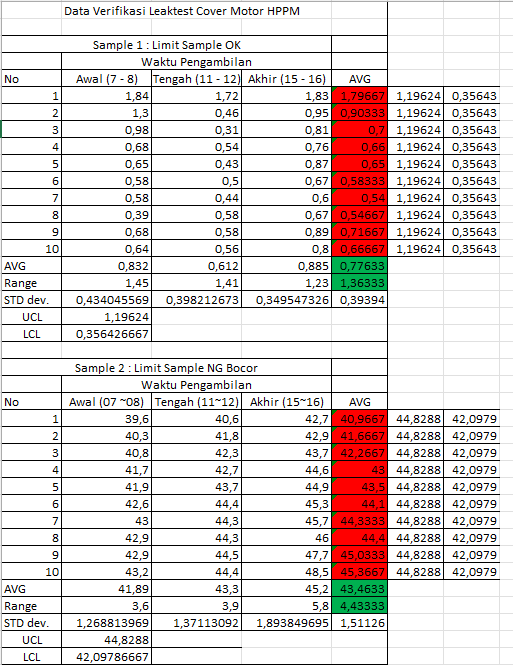 Data Verifikasi Leaktest Cover Motor HPPM
Sample 1 : Limit Sample OK
Waktu Pengambilan
No Awal (7 - 8) Tengah (11 - 12) Akhir (15 - 16) AVG
1 1,84 1,72 1,83 1,79667 1,19624 0,35643
2 1,3 0,46 0,95 0,90333 1,19624 0,35643
3 0,98 0,31 0,81 0,7 1,19624 0,35643
4 0,68 0,54 0,76 0,66 1,19624 0,35643
5 0,65 0,43 0,87 0,65 1,19624 0,35643
6 0,58 0,5 0,67 0,58333 1,19624 0,35643
7 0,58 0,44 0,6 0,54 1,19624 0,35643
8 0,39 0,58 0,67 0,54667 1,19624 0,35643
9 0,68 0,58 0,89 0,71667 1,19624 0,35643
10 0,64 0,56 0,8 0,66667 1,19624 0,35643
AVG 0,832 0,612 0,885 0,77633
Range 1,45 1,41 1,23 1,36333
STD dev. 0,434045569 0,398212673 0,349547326 0,39394
UCL 1,19624
LCL 0,356426667
Sample 2 : Limit Sample NG Bocor
Waktu Pengambilan
No Awal (07 ~08) Tengah (11~12) Akhir (15~16) AVG
1 39,6 40,6 42,7 40,9667 44,8288 42,0979
2 40,3 41,8 42,9 41,6667 44,8288 42,0979
3 40,8 42,3 43,7 42,2667 44,8288 42,0979
4 41,7 42,7 44,6 43 44,8288 42,0979
5 41,9 43,7 44,9 43,5 44,8288 42,0979
6 42,6 44,4 45,3 44,1 44,8288 42,0979
7 43 44,3 45,7 44,3333 44,8288 42,0979
8 42,9 44,3 46 44,4 44,8288 42,0979
9 42,9 44,5 47,7 45,0333 44,8288 42,0979
10 43,2 44,4 48,5 45,3667 44,8288 42,0979
AVG 41,89 43,3 45,2 43,4633
Range 3,6 3,9 5,8 4,43333
STD dev. 1,268813969 1,37113092 1,893849695 1,51126
UCL 44,8288
LCL 42,09786667